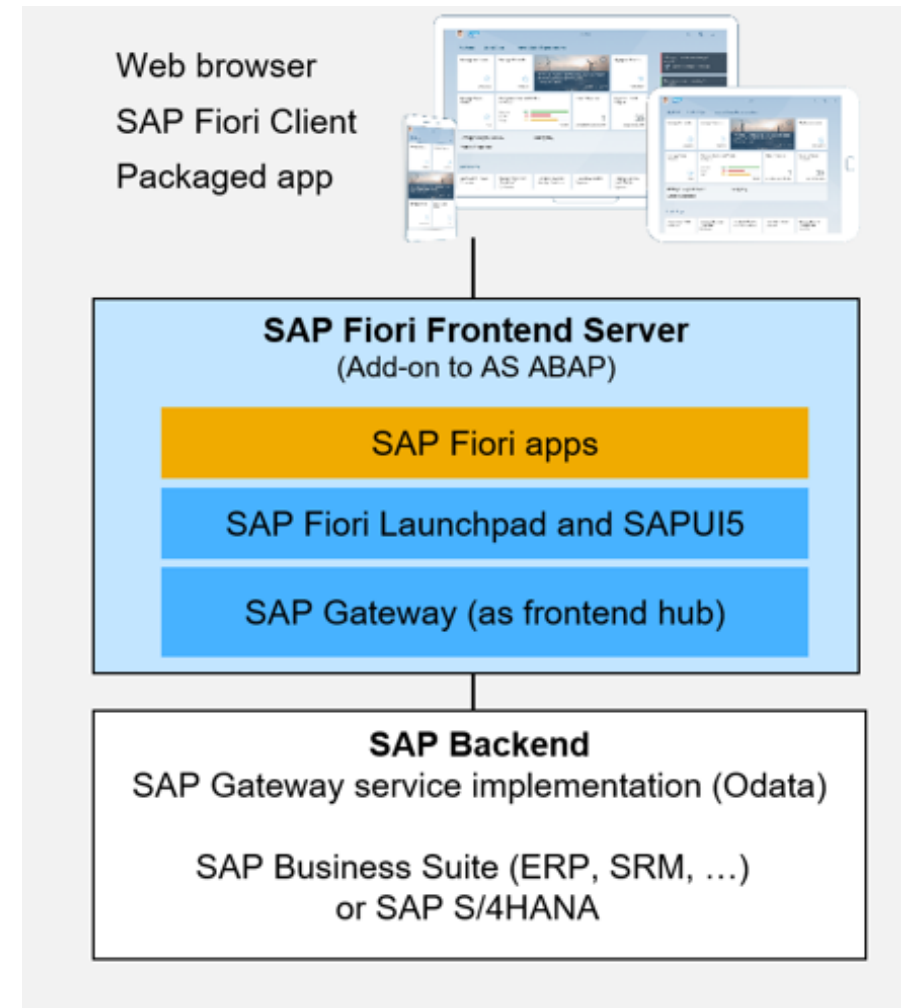 Web browser
SAP Fiori Client
Packaged app
SAP Fiori Frontend Server
(Add-on to AS ABAP)
SAP Fiori apps
SAP Fiori Launchpad and SAPUI5
SAP Gateway (as frontend hub)
SAP Backend
SAP Gateway service implementation (Odata)
SAP Business Suite (ERP, SRM, …)
or SAP S/4HANA